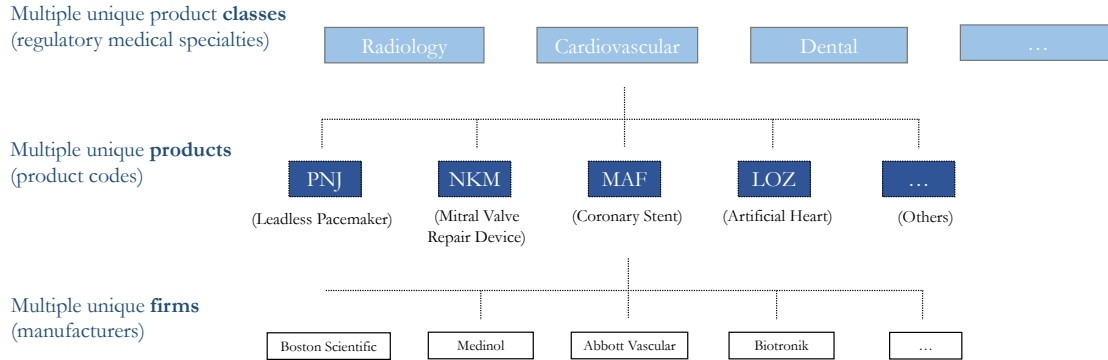 Multiple unique product classes
(regulatory medical specialties)
Radiology
Cardiovascular
Dental
…
Multiple unique products
(product codes)
PNJ
NKM
MAF
LOZ
…
(Leadless Pacemaker)
(Mitral Valve
Repair Device)
(Coronary Stent)
(Artificial Heart)
(Others)
Multiple unique firms
(manufacturers)
Boston Scientific
Medinol
Abbott Vascular
Biotronik
…